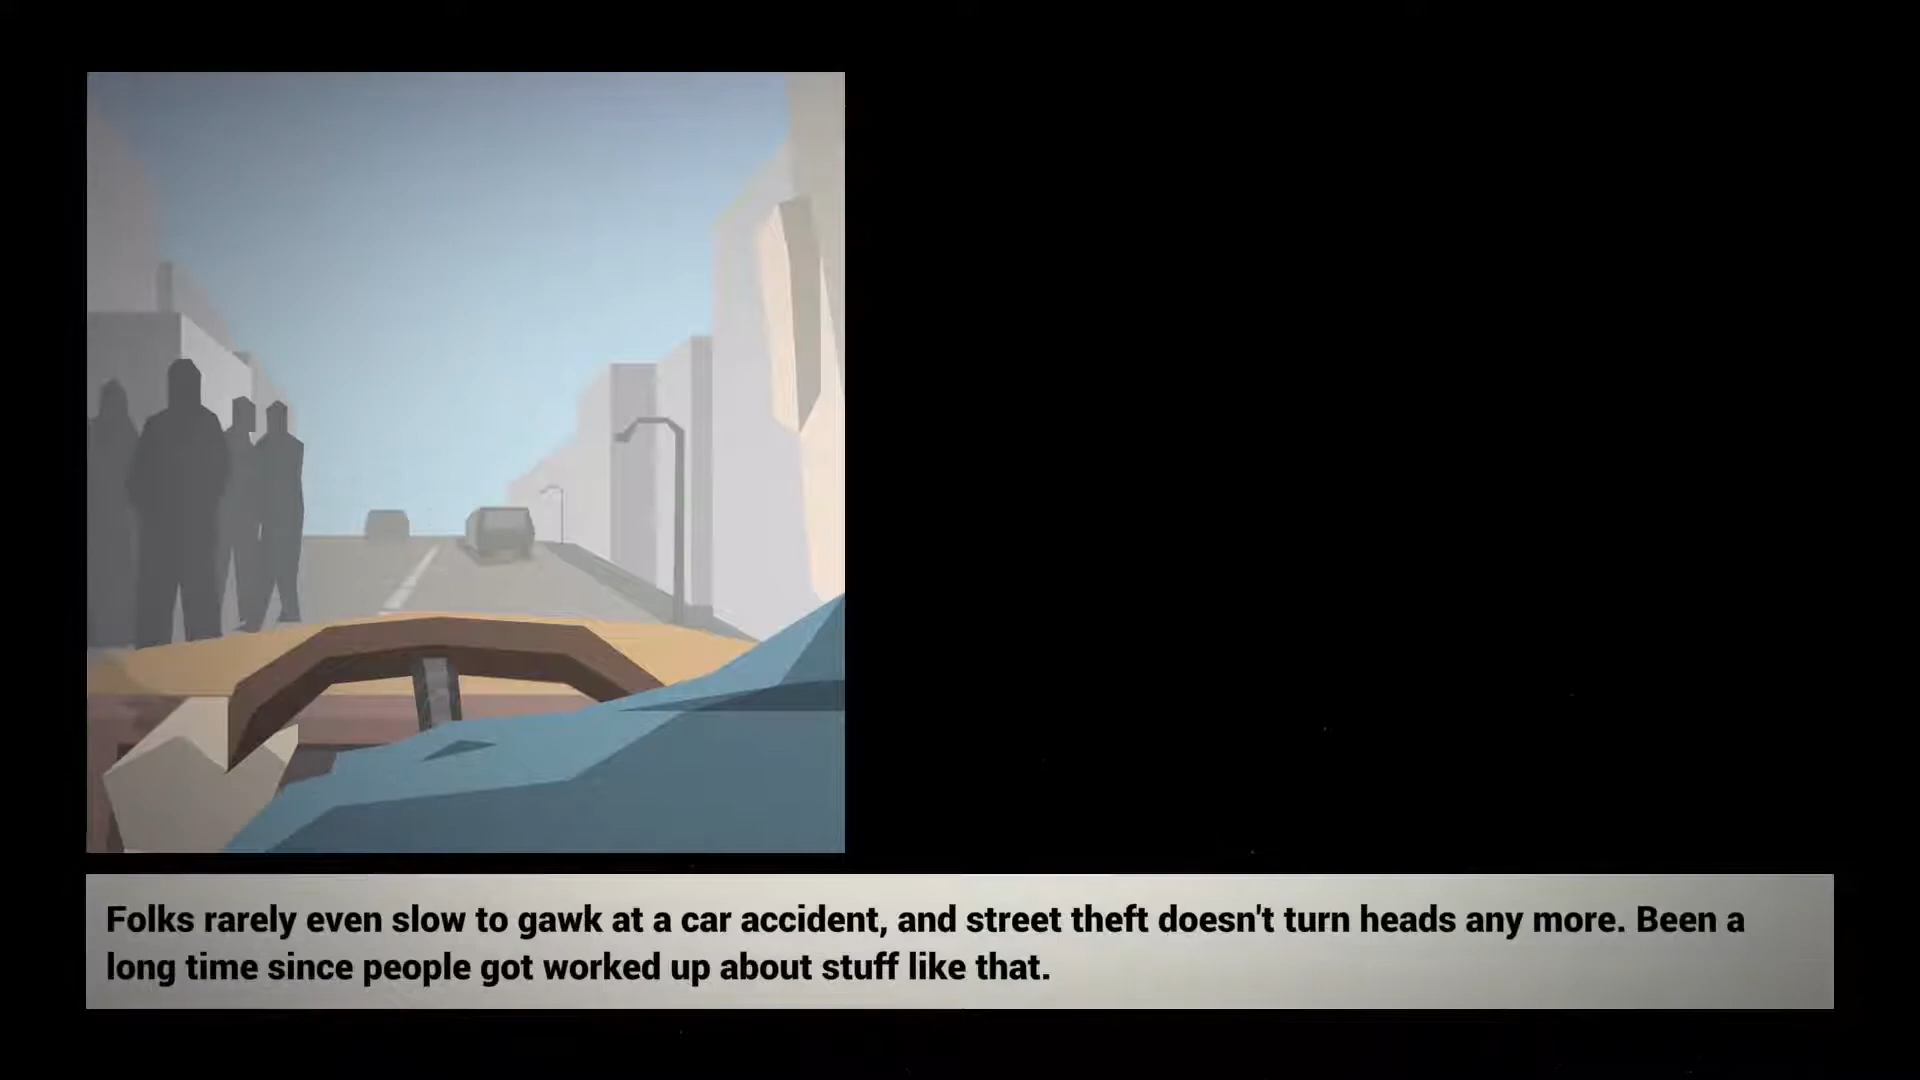 Folks rarely even slow to gawk at a car accident, and street theft doesn't turn heads any more. Been a
long time since people got worked up about stuff like that.